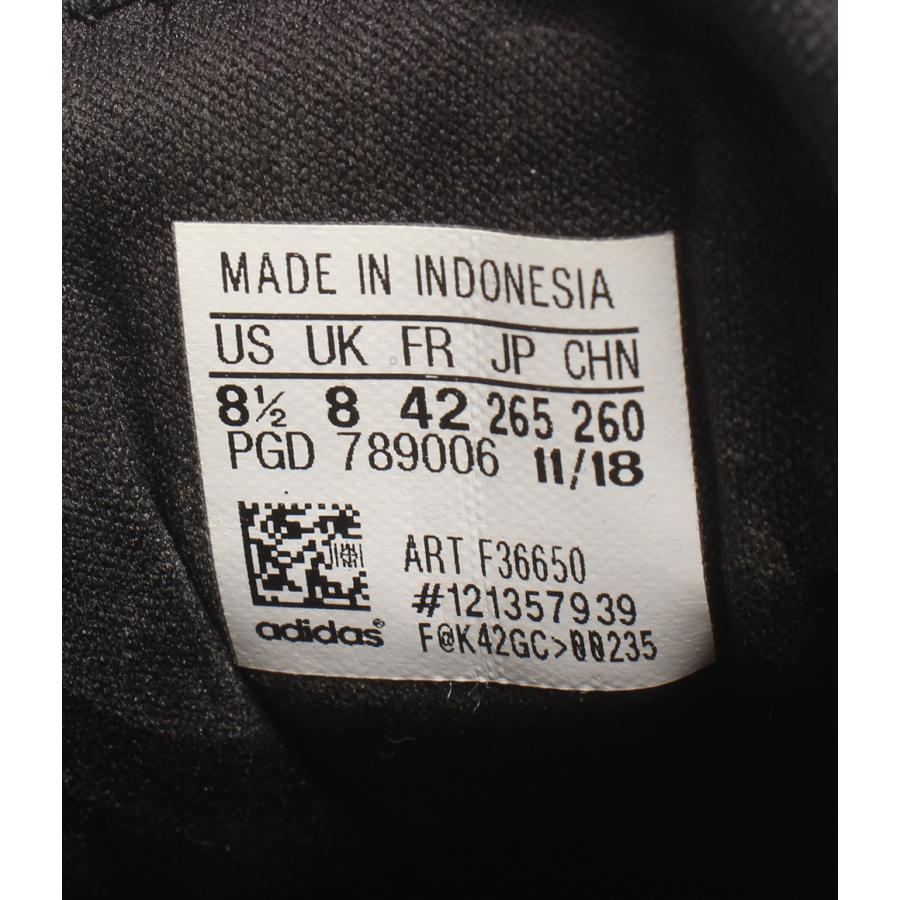 MADE IN INDONESIA
US UK FR JP CHN
8½ 8 42 265 260
PGD 789006 11/18
ART F36650
#121357939
adidas®
F@K42GC>00235